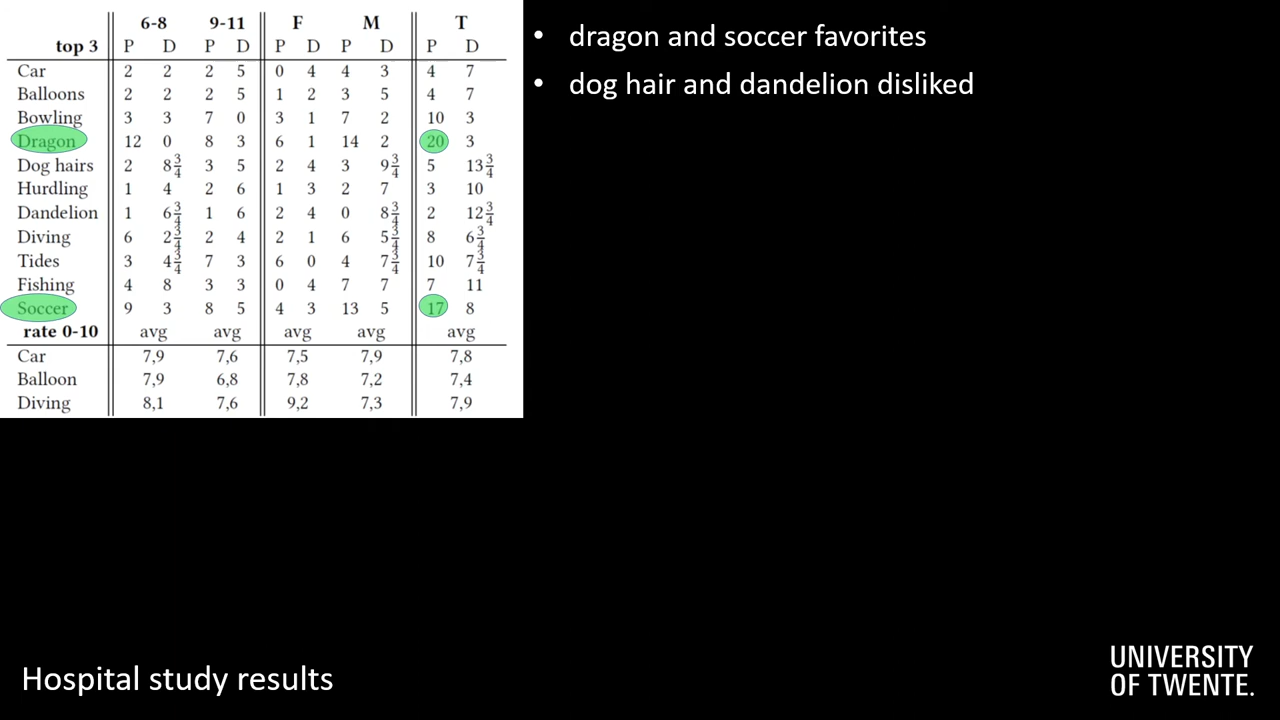 6-8 9-11 F M T
top 3 P D P D P D P D P D
Car 2 2 2 5 0 4 4 3 4 7
Balloons 2 2 2 5 1 2 3 5 4 7
Bowling 3 3 7 0 3 1 7 2 10 3
Dragon 12 0 8 3 6 1 14 2 20 3
Dog hairs 2 8¾ 3 5 2 4 3 9¾ 5 13¾
Hurdling 1 4 2 6 1 3 2 7 3 10
Dandelion 1 6¾ 1 6 2 4 0 8¾ 2 12¾
Diving 6 2¾ 2 4 2 1 6 5¾ 8 6¾
Tides 3 4¾ 7 3 6 0 4 7¾ 10 7¾
Fishing 4 8 3 3 0 4 7 7 7 11
Soccer 9 3 8 5 4 3 13 5 17 8
rate 0-10 avg avg avg avg avg
Car 7,9 7,6 7,5 7,9 7,8
Balloon 7,9 6,8 7,8 7,2 7,4
Diving 8,1 7,6 9,2 7,3 7,9
• dragon and soccer favorites
• dog hair and dandelion disliked
Hospital study results
UNIVERSITY
OF TWENTE.